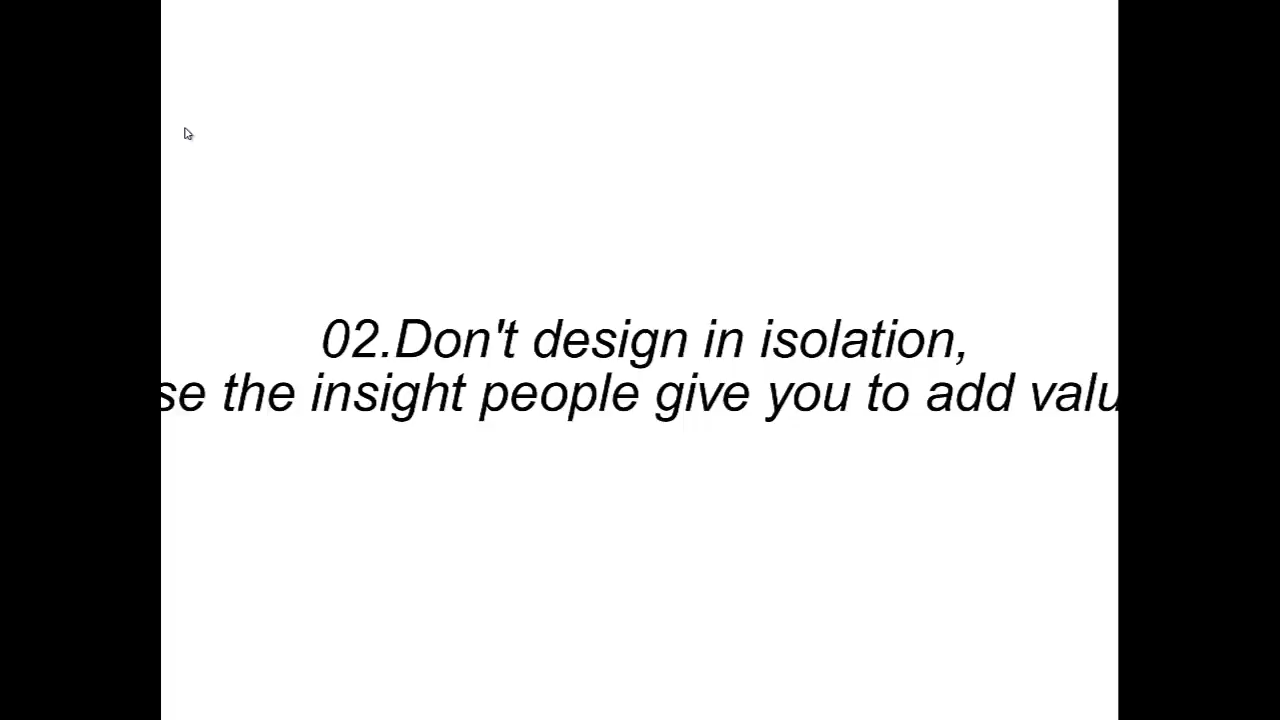 02.Don't design in isolation,
se the insight people give you to add valu